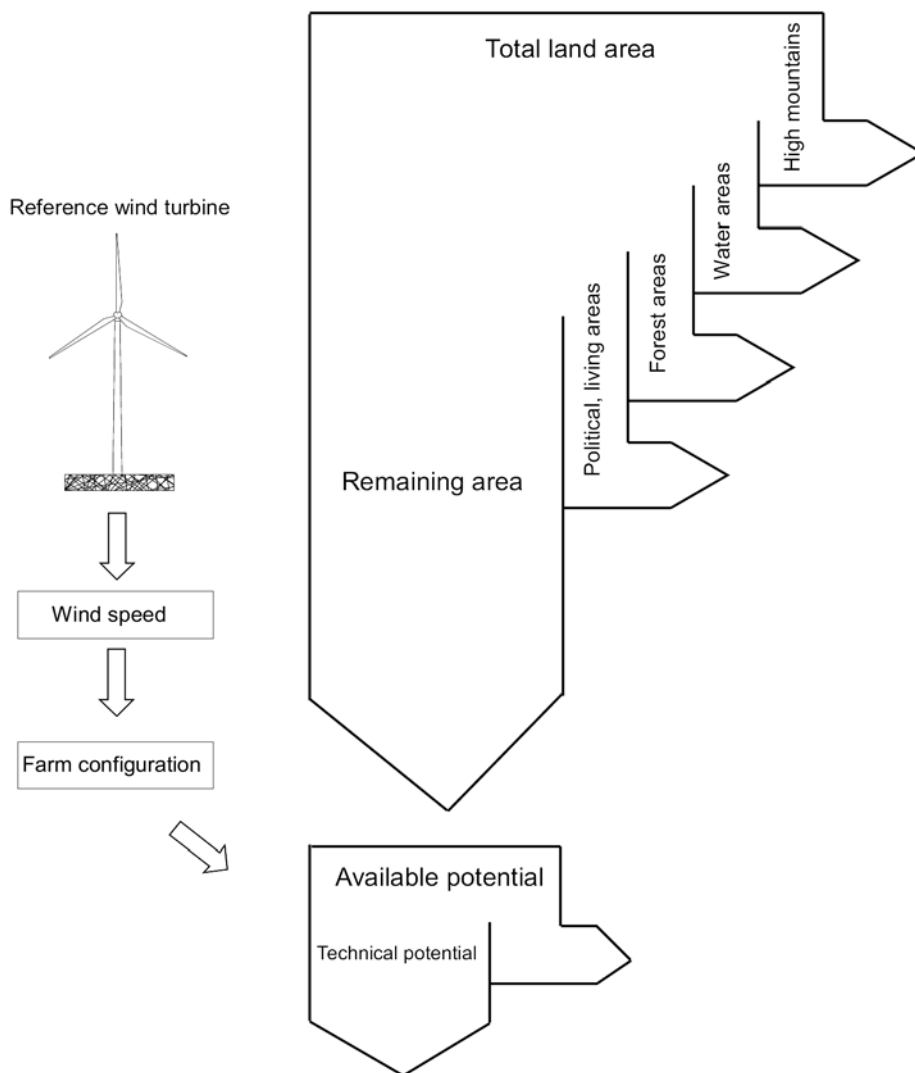 Total land area
High mountains
Water areas
Forest areas
Political, living areas
Remaining area
Reference wind turbine
Wind speed
Farm configuration
Available potential
Technical potential